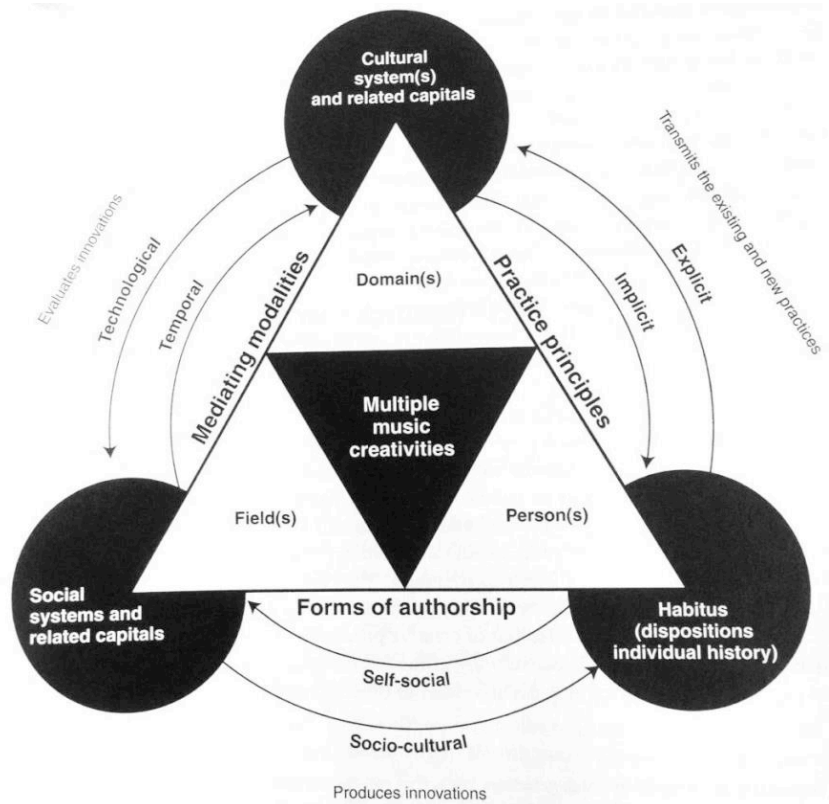 Cultural
system(s)
and related capitals
Transmits the existing and new practices
Evaluates innovations
Technological
Temporal
Mediating modalities
Domain(s)
Practice principles
Implicit
Explicit
Multiple
music
creativities
Field(s)
Person(s)
Social
systems and
related capitals
Forms of authorship
Habitus
(dispositions
individual history)
Self-social
Socio-cultural
Produces innovations